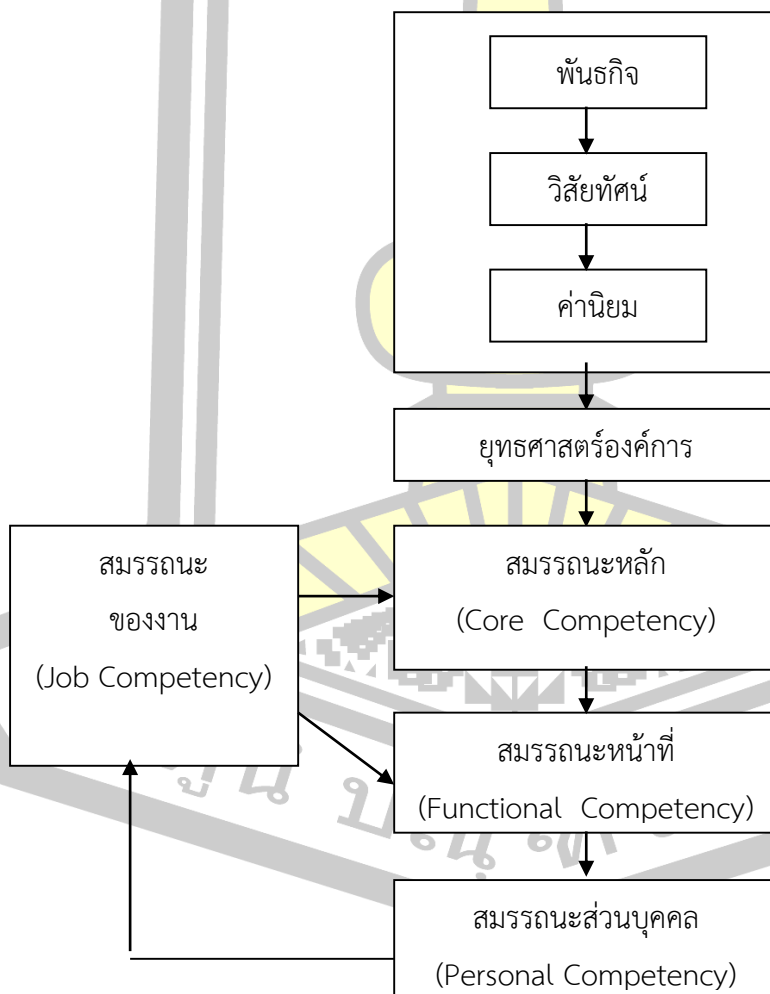 พันธกิจ
วิสัยทัศน์
ค่านิยม
ยุทธศาสตร์องค์การ
สมรรถนะ
ของงาน
(Job Competency)
สมรรถนะหลัก
(Core Competency)
สมรรถนะหน้าที่
(Functional Competency)
สมรรถนะส่วนบุคคล
(Personal Competency)